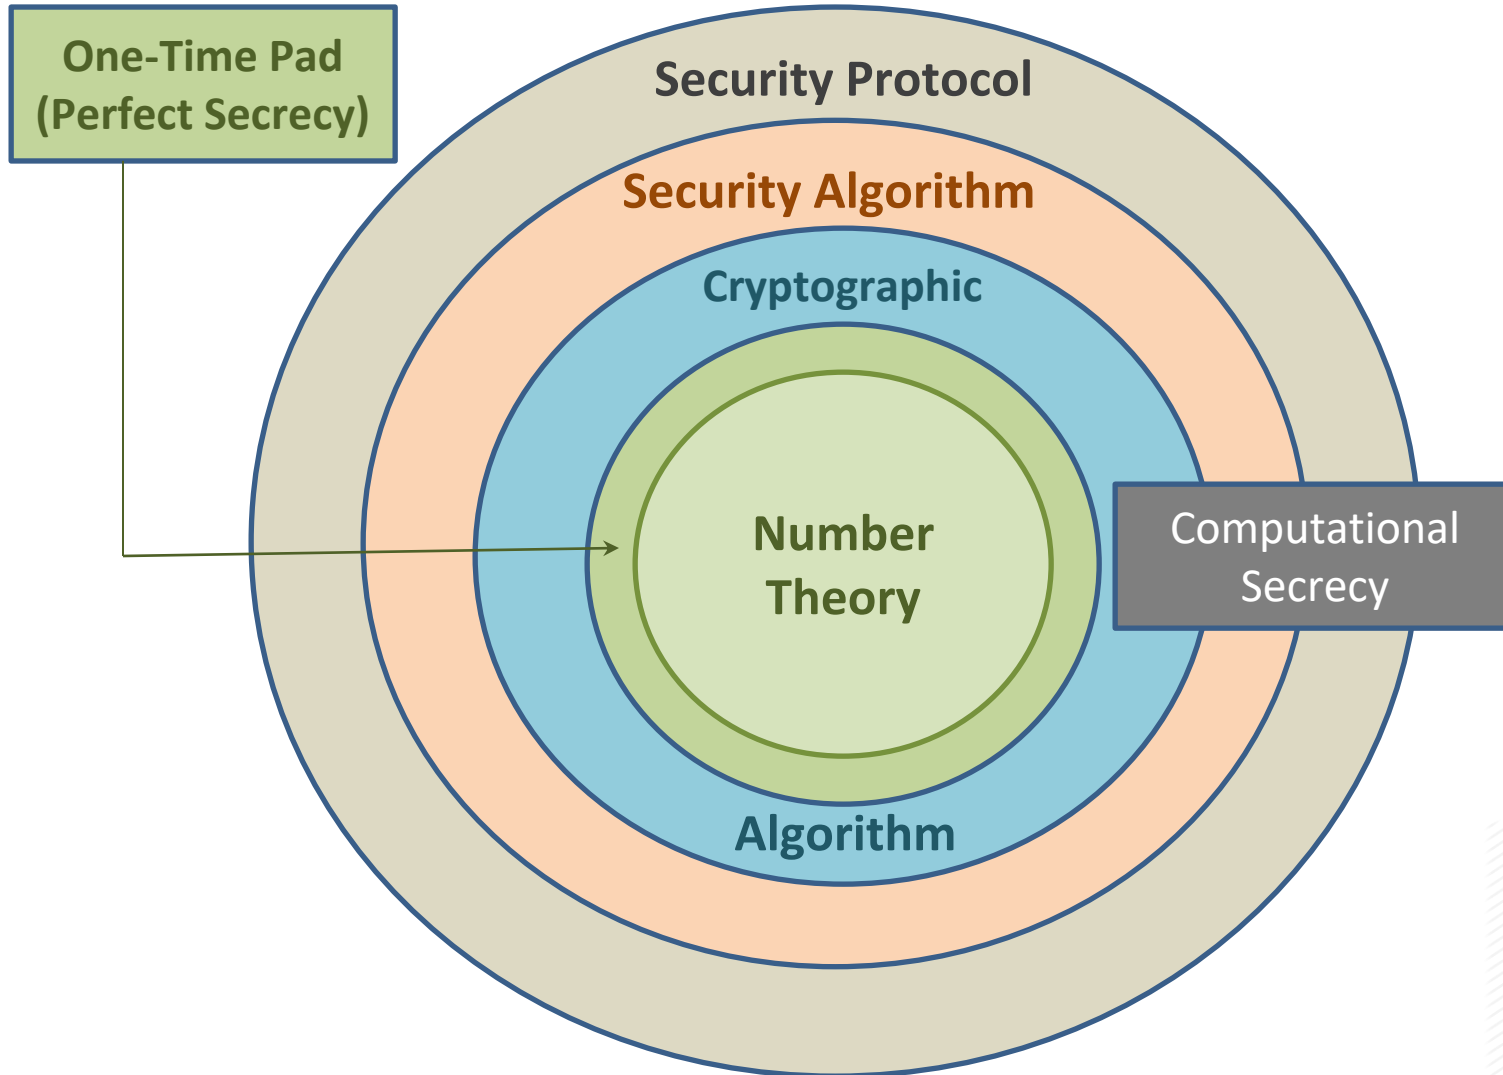 One-Time Pad
(Perfect Secrecy)
Security Protocol
Security Algorithm
Cryptographic
Number
Theory
Computational
Secrecy
Algorithm